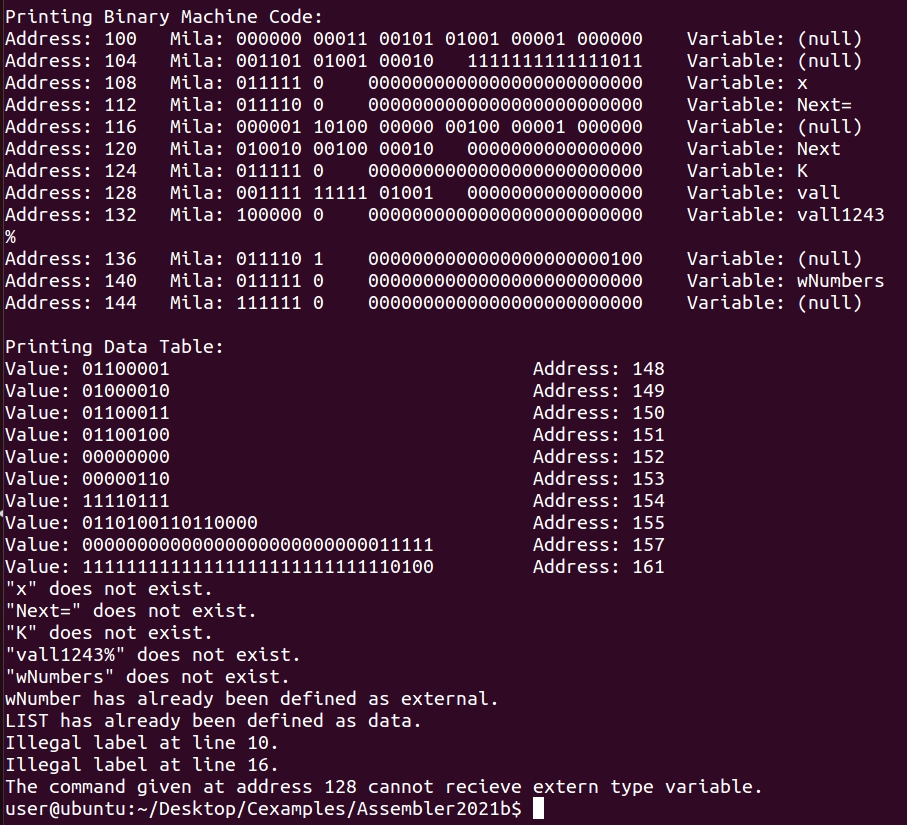 Printing Binary Machine Code:
Address: 100   Mila: 000000 00011 00101 01001 00001 000000    Variable: (null)
Address: 104   Mila: 001101 01001 00010   1111111111111011    Variable: (null)
Address: 108   Mila: 011111 0    0000000000000000000000000    Variable: x
Address: 112   Mila: 011110 0    0000000000000000000000000    Variable: Next=
Address: 116   Mila: 000001 10100 00000 00100 00001 000000    Variable: (null)
Address: 120   Mila: 010010 00100 00010   0000000000000000    Variable: Next
Address: 124   Mila: 011111 0    0000000000000000000000000    Variable: K
Address: 128   Mila: 001111 11111 01001   0000000000000000    Variable: vall
Address: 132   Mila: 100000 0    0000000000000000000000000    Variable: vall1243
%
Address: 136   Mila: 011110 1    0000000000000000000000100    Variable: (null)
Address: 140   Mila: 011111 0    0000000000000000000000000    Variable: wNumbers
Address: 144   Mila: 111111 0    0000000000000000000000000    Variable: (null)

Printing Data Table:
Value: 01100001                                 Address: 148
Value: 01000010                                 Address: 149
Value: 01100011                                 Address: 150
Value: 01100100                                 Address: 151
Value: 00000000                                 Address: 152
Value: 00000110                                 Address: 153
Value: 11110111                                 Address: 154
Value: 0110100110110000                         Address: 155
Value: 00000000000000000000000000011111         Address: 157
Value: 11111111111111111111111111110100         Address: 161
"x" does not exist.
"Next=" does not exist.
"K" does not exist.
"vall1243%" does not exist.
"wNumbers" does not exist.
wNumber has already been defined as external.
LIST has already been defined as data.
Illegal label at line 10.
Illegal label at line 16.
The command given at address 128 cannot recieve extern type variable.
user@ubuntu:~/Desktop/Cexamples/Assembler2021b$